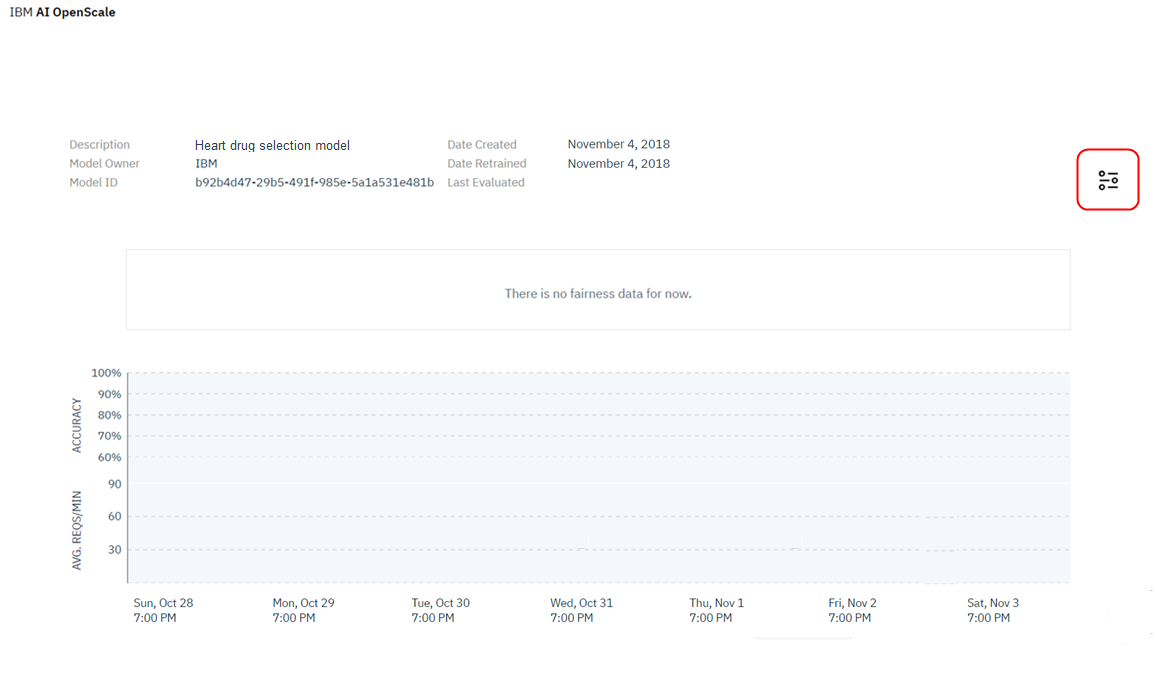 IBM AI OpenScale
Description Heart drug selection model Date Created November 4, 2018
Model Owner IBM Date Retrained November 4, 2018
Model ID b92b4d47-29b5-491f-985e-5a1a531e481b Last Evaluated
There is no fairness data for now.
ACCURACY
100%
90%
80%
70%
60%
AVG. REQS/MIN
90
60
30
Sun, Oct 28 Mon, Oct 29 Tue, Oct 30 Wed, Oct 31 Thu, Nov 1 Fri, Nov 2 Sat, Nov 3
7:00 PM 7:00 PM 7:00 PM 7:00 PM 7:00 PM 7:00 PM 7:00 PM